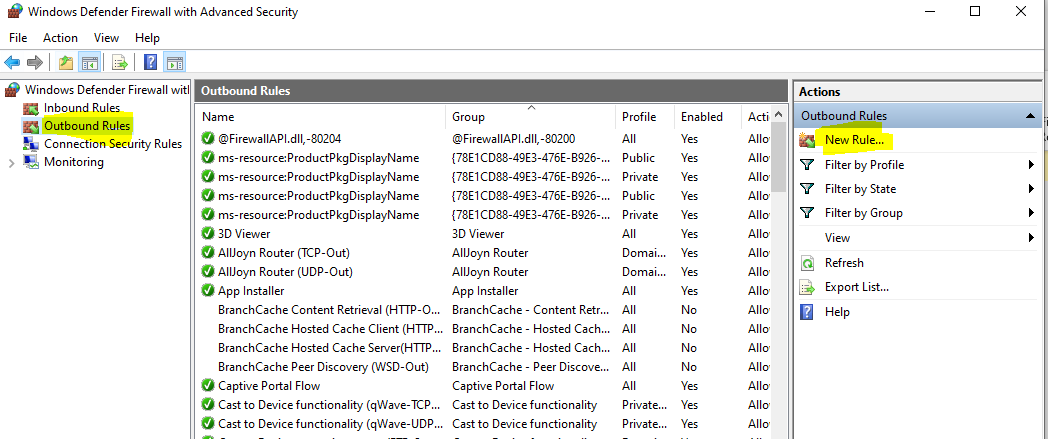 Windows Defender Firewall with Advanced Security
File Action View Help
Windows Defender Firewall witl
Inbound Rules
Outbound Rules
Connection Security Rules
Monitoring
Outbound Rules
Name Group Profile Enabled Acti
@FirewallAPI.dll,-80204 @FirewallAPI.dll,-80200 All Yes Allo
ms-resource:ProductPkgDisplayName {78E1CD88-49E3-476E-B926-... Public Yes Allo
ms-resource:ProductPkgDisplayName {78E1CD88-49E3-476E-B926-... Private Yes Allo
ms-resource:ProductPkgDisplayName {78E1CD88-49E3-476E-B926-... Public Yes Allo
ms-resource:ProductPkgDisplayName {78E1CD88-49E3-476E-B926-... Private Yes Allo
3D Viewer 3D Viewer All Yes Allo
AllJoyn Router (TCP-Out) AllJoyn Router Domai... Yes Allo
AllJoyn Router (UDP-Out) AllJoyn Router Domai... Yes Allo
App Installer App Installer All Yes Allo
BranchCache Content Retrieval (HTTP-O... BranchCache - Content Retr... All No Allo
BranchCache Hosted Cache Client (HTTP... BranchCache - Hosted Cach... All No Allo
BranchCache Hosted Cache Server(HTTP... BranchCache - Hosted Cach... All No Allo
BranchCache Peer Discovery (WSD-Out) BranchCache - Peer Discove... All No Allo
Captive Portal Flow Captive Portal Flow All Yes Allo
Cast to Device functionality (qWave-TCP... Cast to Device functionality Private... Yes Allo
Cast to Device functionality (qWave-UDP... Cast to Device functionality Private... Yes Allo
Actions
Outbound Rules
New Rule...
Filter by Profile
Filter by State
Filter by Group
View
Refresh
Export List...
Help